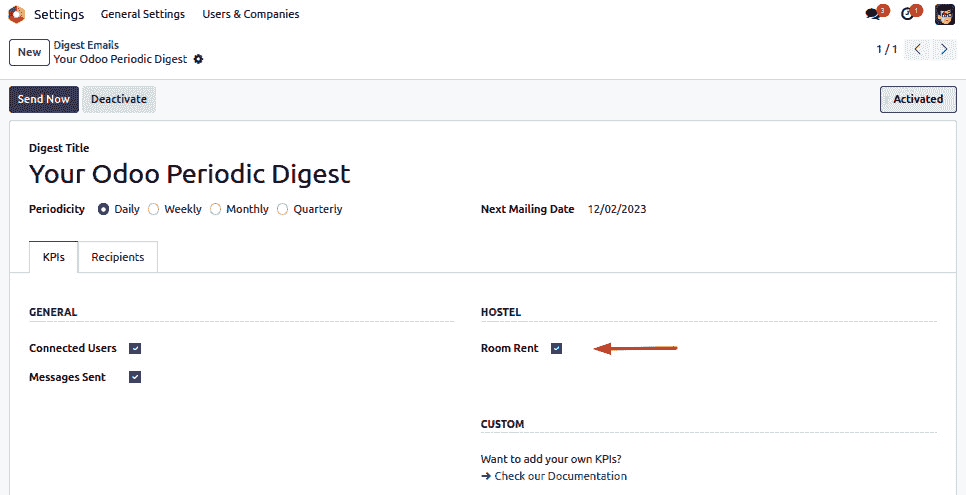 Settings General Settings Users & Companies 3 1
New Digest Emails
Your Odoo Periodic Digest
1 / 1
Send Now Deactivate Activated
Digest Title
Your Odoo Periodic Digest
Periodicity Daily Weekly Monthly Quarterly Next Mailing Date 12/02/2023
KPIs Recipients
GENERAL HOSTEL
Connected Users Room Rent
Messages Sent
CUSTOM
Want to add your own KPIs?
➔ Check our Documentation